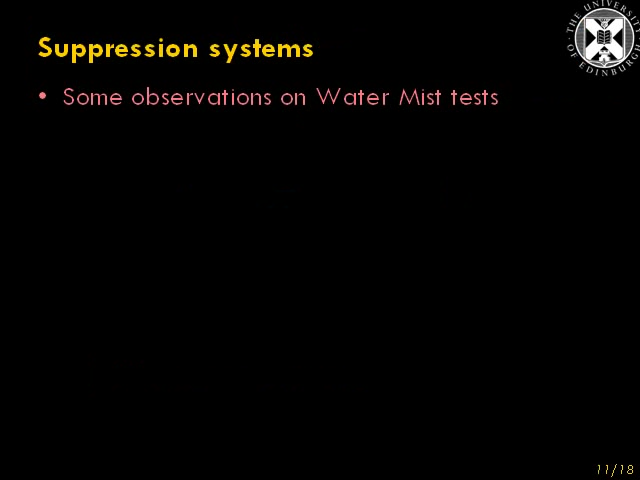 Suppression systems
• Some observations on Water Mist tests
THE UNIVERSITY
OF EDINBURGH
11/18